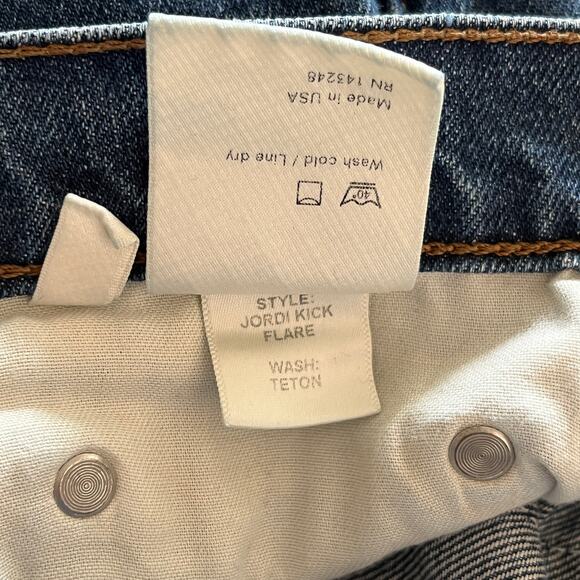 RN 143248
Made in USA
Wash cold / Line dry
40°
STYLE:
JORDI KICK
FLARE
WASH:
TETON